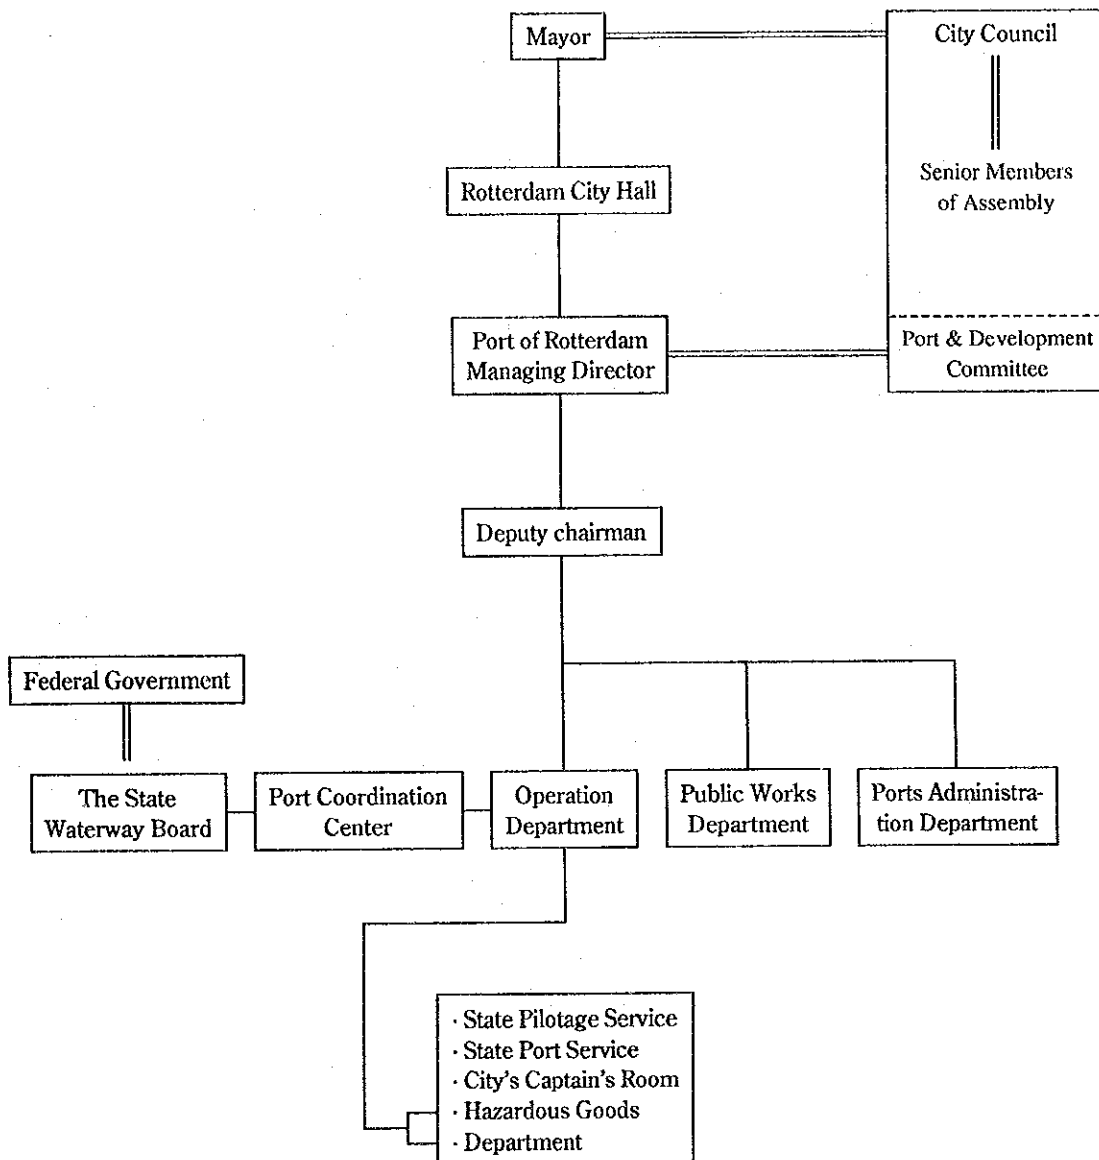 Mayor
City Council
Senior Members
of Assembly
Rotterdam City Hall
Port of Rotterdam
Managing Director
Port & Development
Committee
Deputy chairman
Federal Government
The State
Waterway Board
Port Coordination
Center
Operation
Department
Public Works
Department
Ports Administra-
tion Department
· State Pilotage Service
· State Port Service
· City's Captain's Room
· Hazardous Goods
· Department